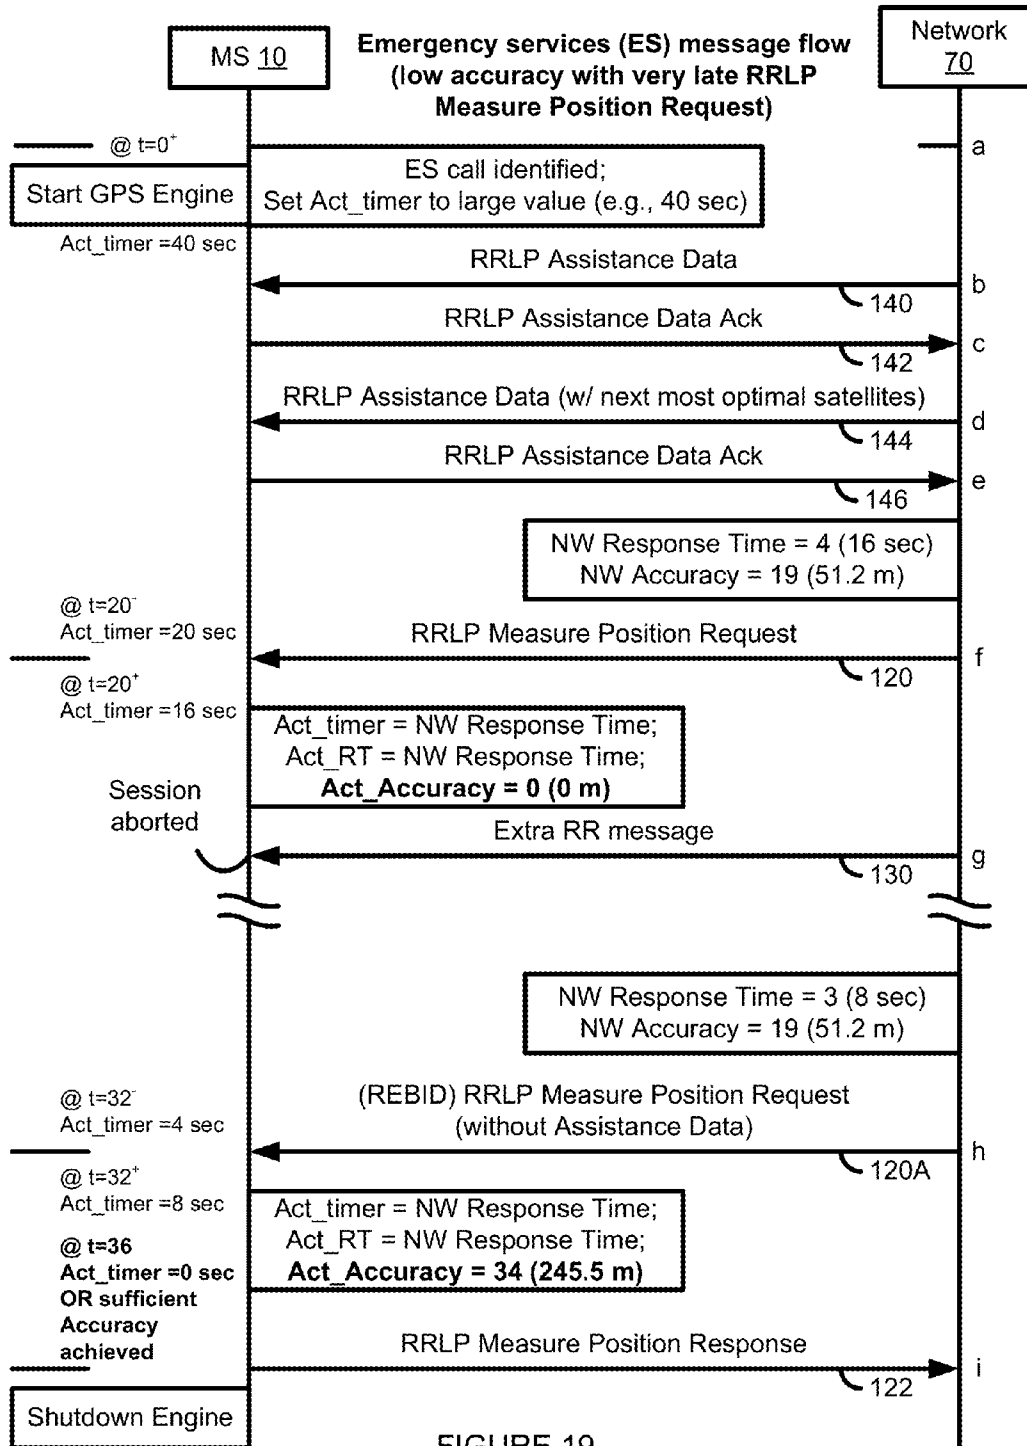 MS 10
Emergency services (ES) message flow
(low accuracy with very late RRLP
Measure Position Request)
Network
70
@ t=0+
a
Start GPS Engine
ES call identified;
Set Act_timer to large value (e.g., 40 sec)
Act_timer =40 sec
RRLP Assistance Data
b
140
RRLP Assistance Data Ack
c
142
RRLP Assistance Data (w/ next most optimal satellites)
d
144
RRLP Assistance Data Ack
e
146
NW Response Time = 4 (16 sec)
NW Accuracy = 19 (51.2 m)
@ t=20-
Act_timer =20 sec
RRLP Measure Position Request
f
120
@ t=20+
Act_timer =16 sec
Act_timer = NW Response Time;
Act_RT = NW Response Time;
Act_Accuracy = 0 (0 m)
Session
aborted
Extra RR message
g
130
NW Response Time = 3 (8 sec)
NW Accuracy = 19 (51.2 m)
@ t=32-
Act_timer =4 sec
(REBID) RRLP Measure Position Request
(without Assistance Data)
h
120A
@ t=32+
Act_timer =8 sec
Act_timer = NW Response Time;
Act_RT = NW Response Time;
Act_Accuracy = 34 (245.5 m)
@ t=36
Act_timer =0 sec
OR sufficient
Accuracy
achieved
RRLP Measure Position Response
i
122
Shutdown Engine
FIGURE 19